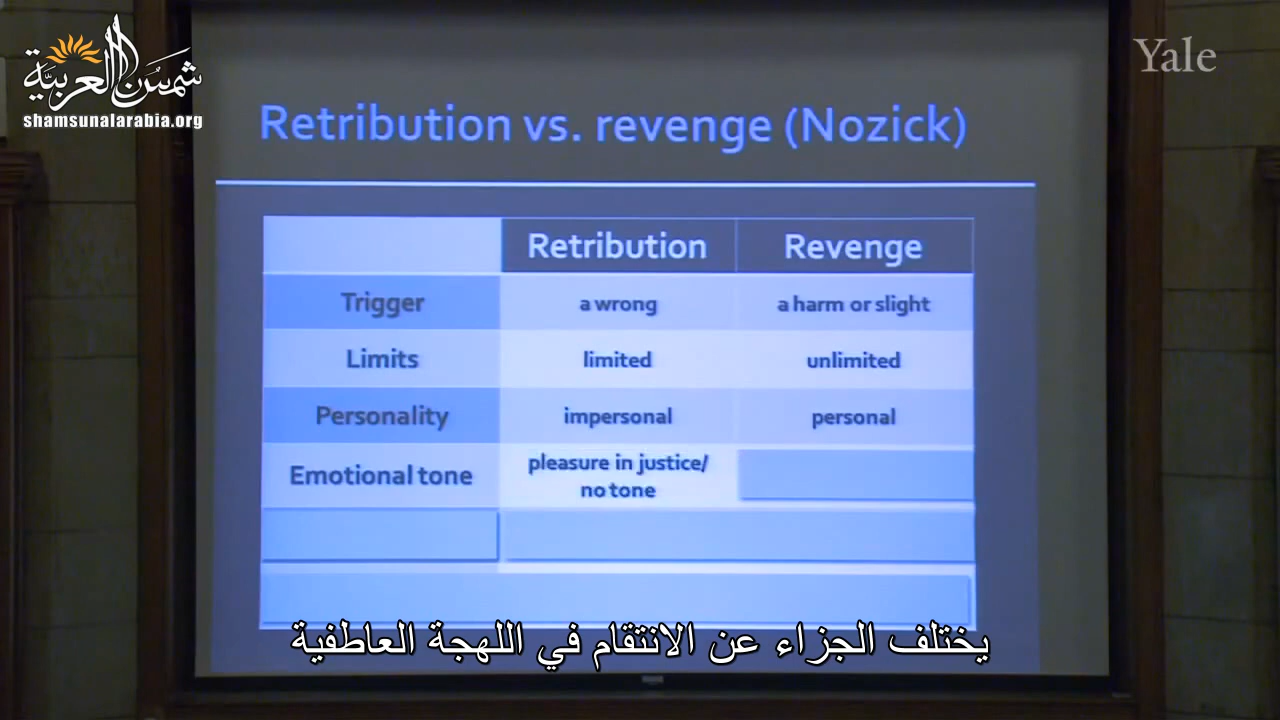 شمس العربية
shamsunalarabia.org
Yale
Retribution vs. revenge (Nozick)
Retribution Revenge
Trigger a wrong a harm or slight
Limits limited unlimited
Personality impersonal personal
Emotional tone pleasure in justice/
no tone
يختلف الجزاء عن الانتقام في اللهجة العاطفية